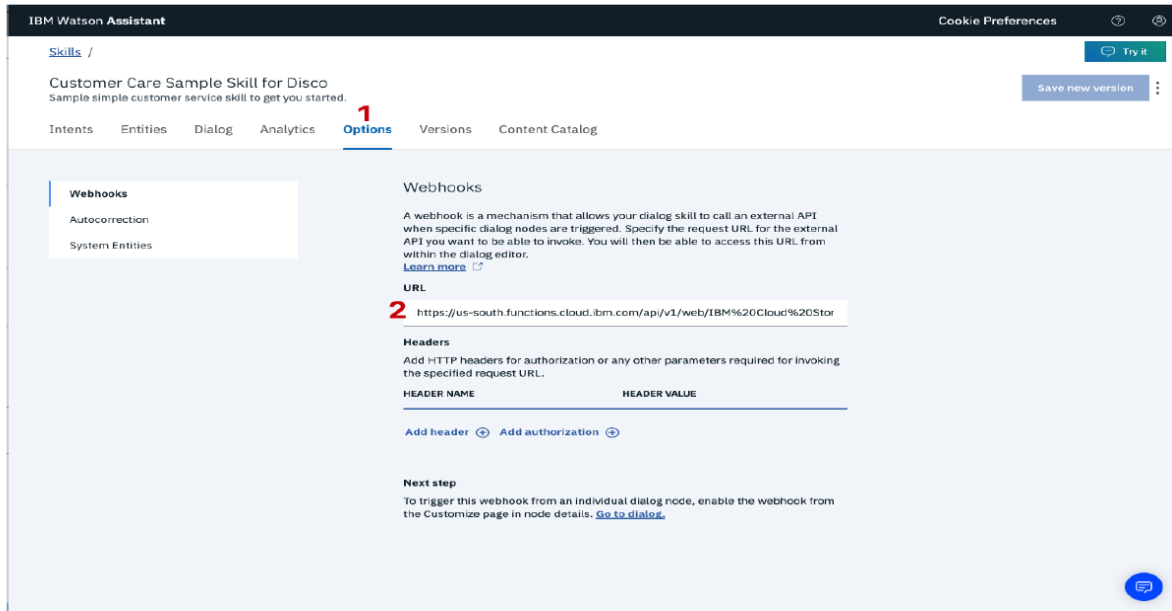 IBM Watson Assistant Cookie Preferences
Skills / Try it
Customer Care Sample Skill for Disco
Save new version
Sample simple customer service skill to get you started.
1
Intents Entities Dialog Analytics Options Versions Content Catalog
Webhooks
Autocorrection
System Entities
Webhooks
A webhook is a mechanism that allows your dialog skill to call an external API
when specific dialog nodes are triggered. Specify the request URL for the external
API you want to be able to invoke. You will then be able to access this URL from
within the dialog editor.
Learn more
URL
2 https://us-south.functions.cloud.ibm.com/api/v1/web/IBM%20Cloud%20Stor
Headers
Add HTTP headers for authorization or any other parameters required for invoking
the specified request URL.
HEADER NAME HEADER VALUE
Add header Add authorization
Next step
To trigger this webhook from an individual dialog node, enable the webhook from
the Customize page in node details. Go to dialog.